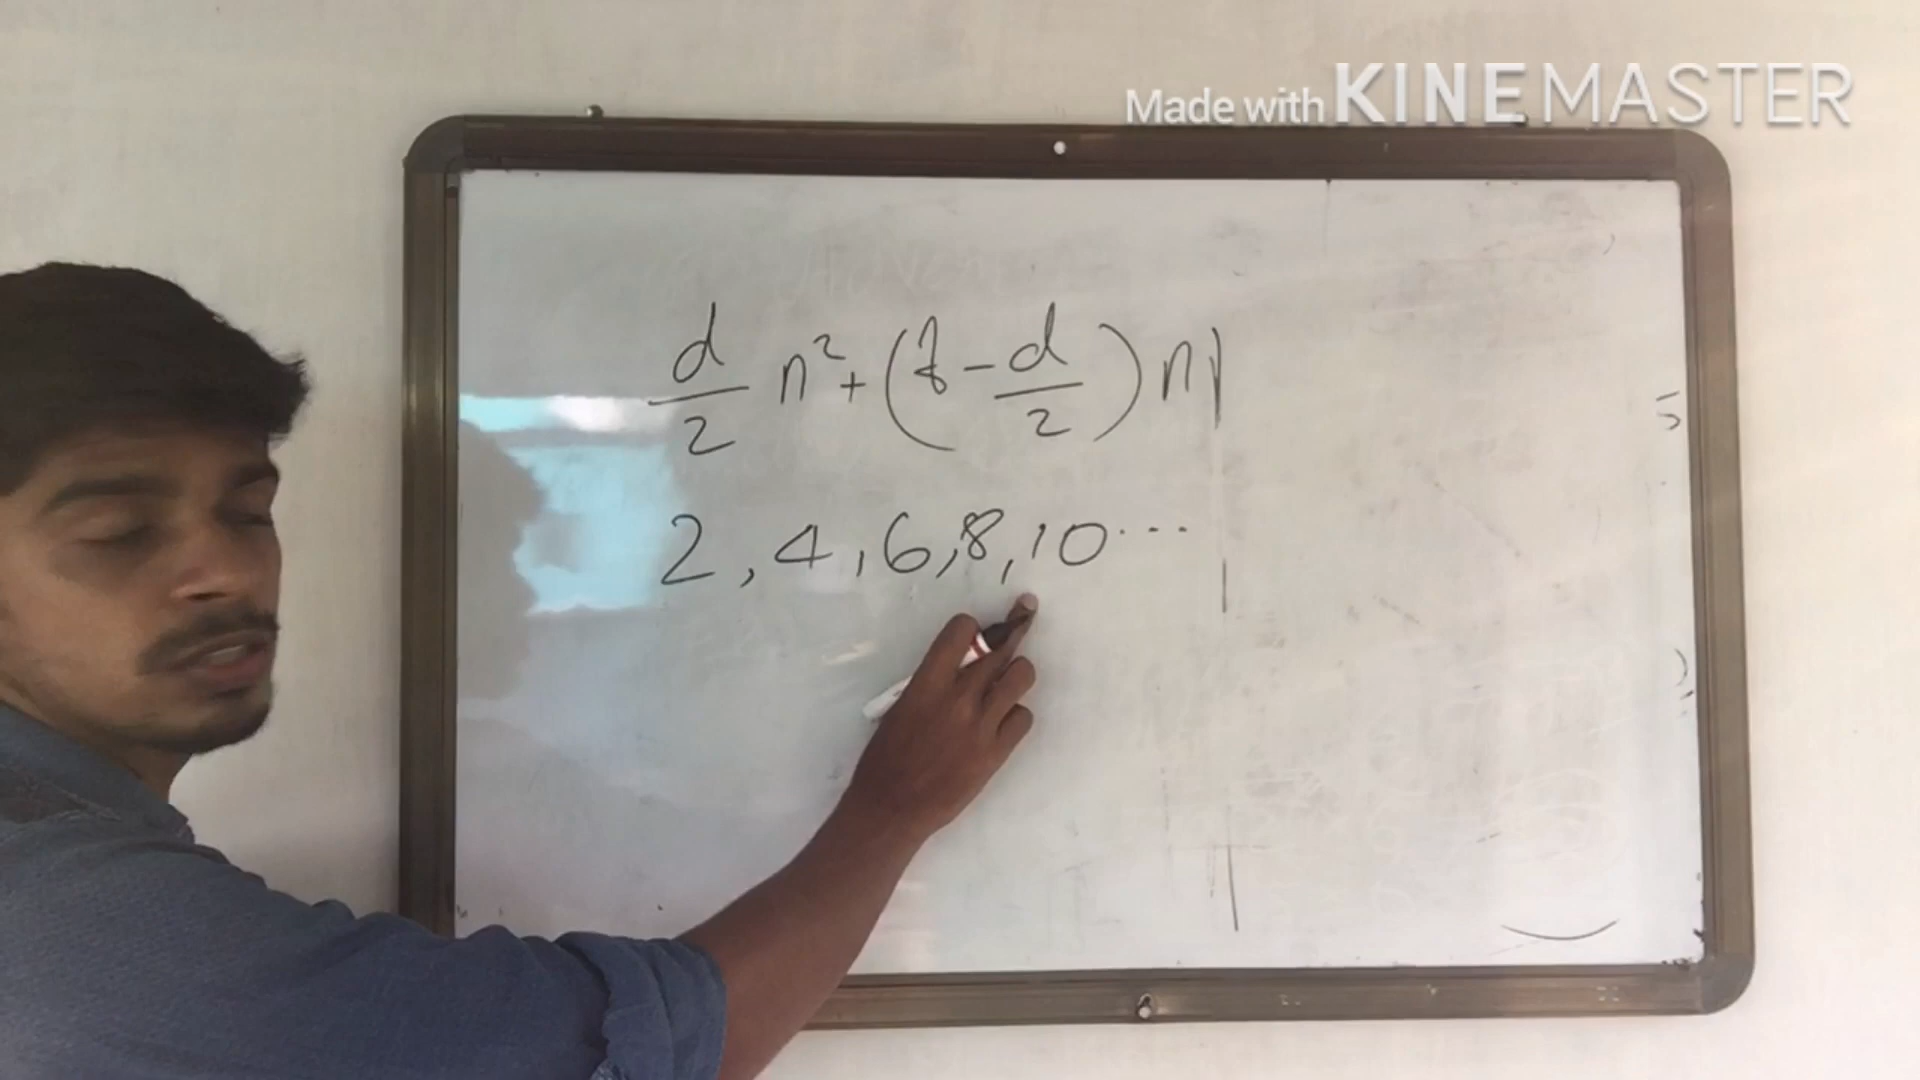 Made with KINEMASTER
d/2 n² + (f - d/2) n
2, 4, 6, 8, 10 ...